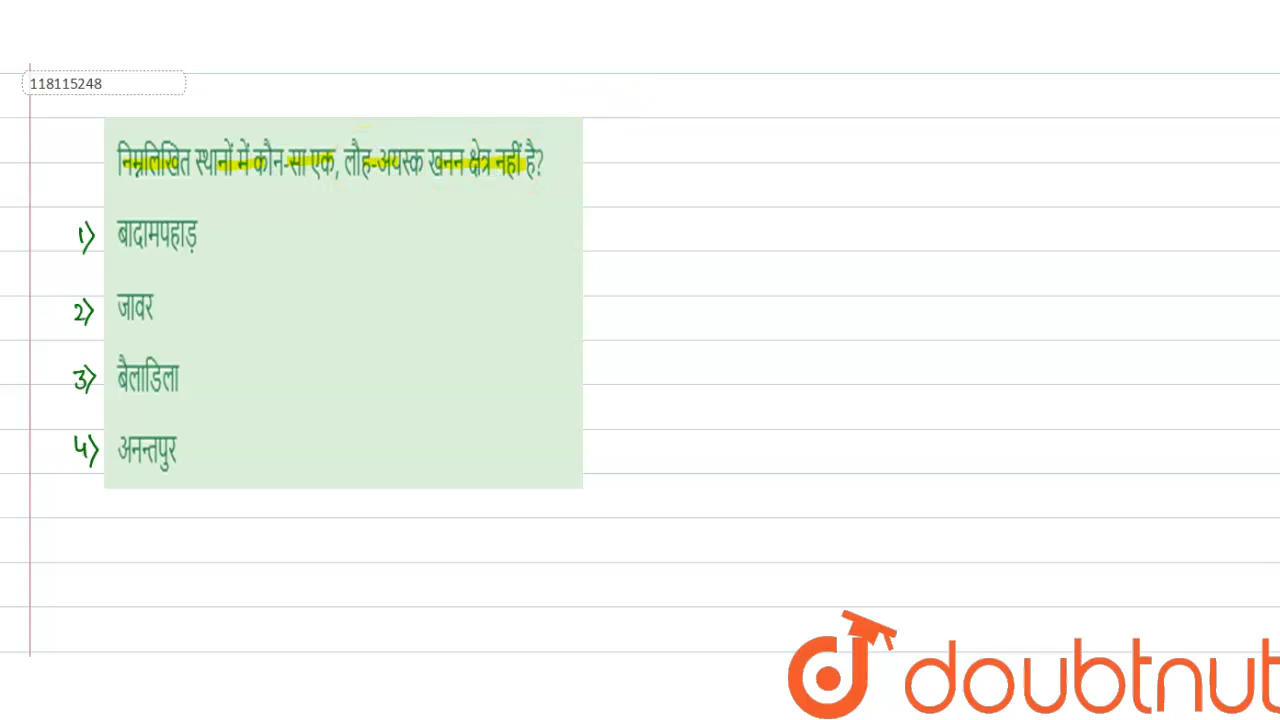 118115248
निम्नलिखित स्थानों में कौन-सा एक, लौह-अयस्क खनन क्षेत्र नहीं है?
1) बादामपहाड़
2) जावर
3) बैलाडिला
4) अनन्तपुर
doubtnut